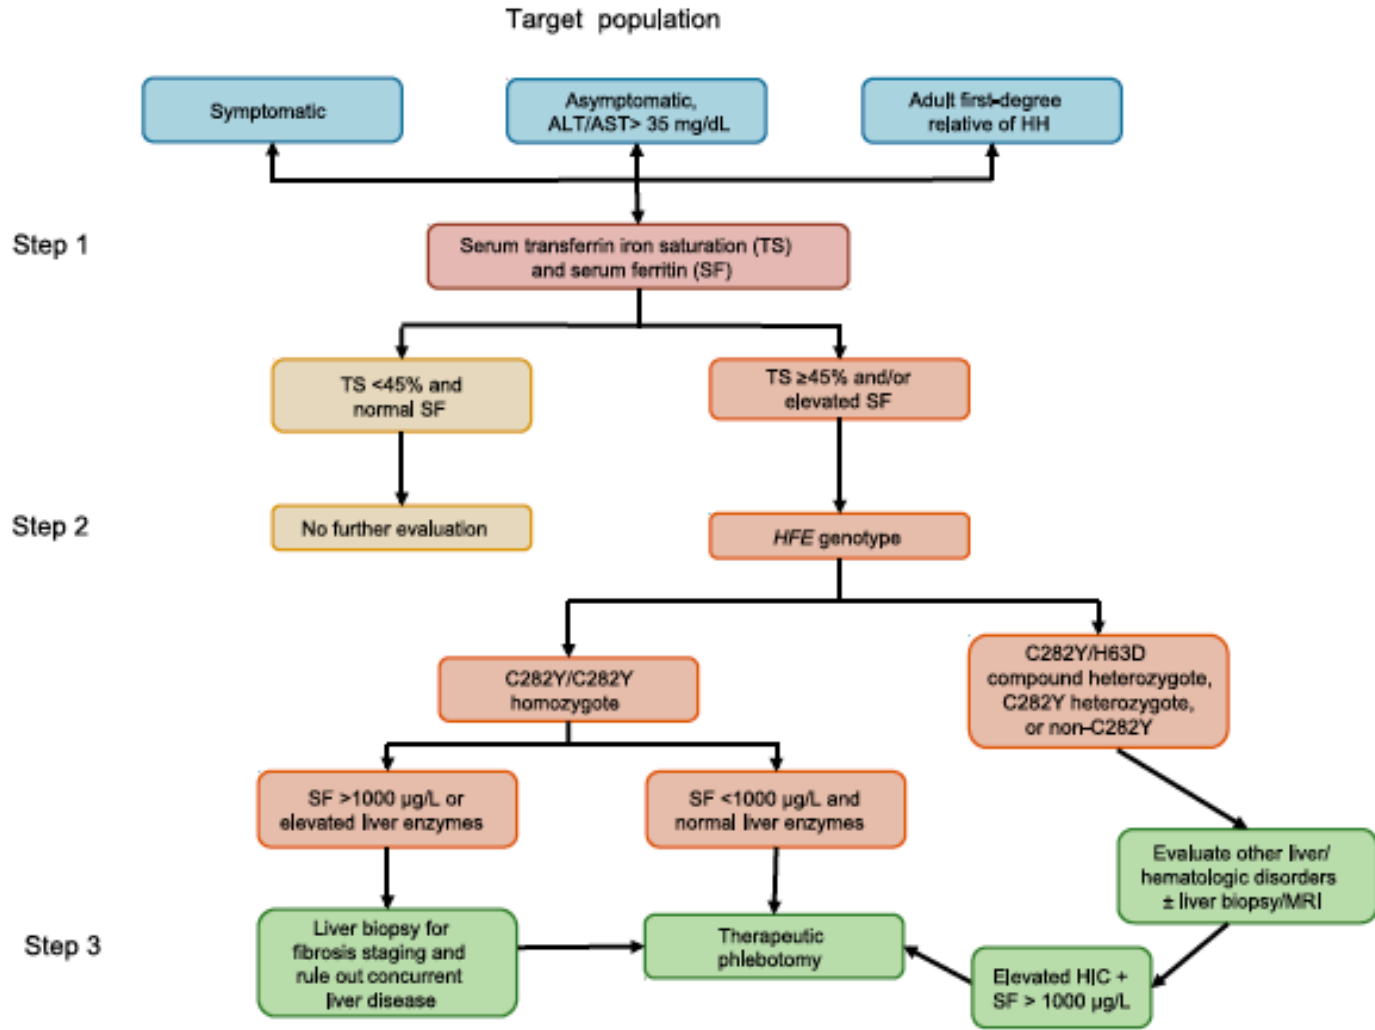 Target population
Symptomatic
Asymptomatic,
ALT/AST> 35 mg/dL
Adult first-degree
relative of HH
Step 1
Serum transferrin iron saturation (TS)
and serum ferritin (SF)
TS <45% and
normal SF
TS ≥45% and/or
elevated SF
Step 2
No further evaluation
HFE genotype
C282Y/C282Y
homozygote
C282Y/H63D
compound heterozygote,
C282Y heterozygote,
or non–C282Y
SF >1000 µg/L or
elevated liver enzymes
SF <1000 µg/L and
normal liver enzymes
Evaluate other liver/
hematologic disorders
± liver biopsy/MRI
Step 3
Liver biopsy for
fibrosis staging and
rule out concurrent
liver disease
Therapeutic
phlebotomy
Elevated HIC +
SF > 1000 µg/L